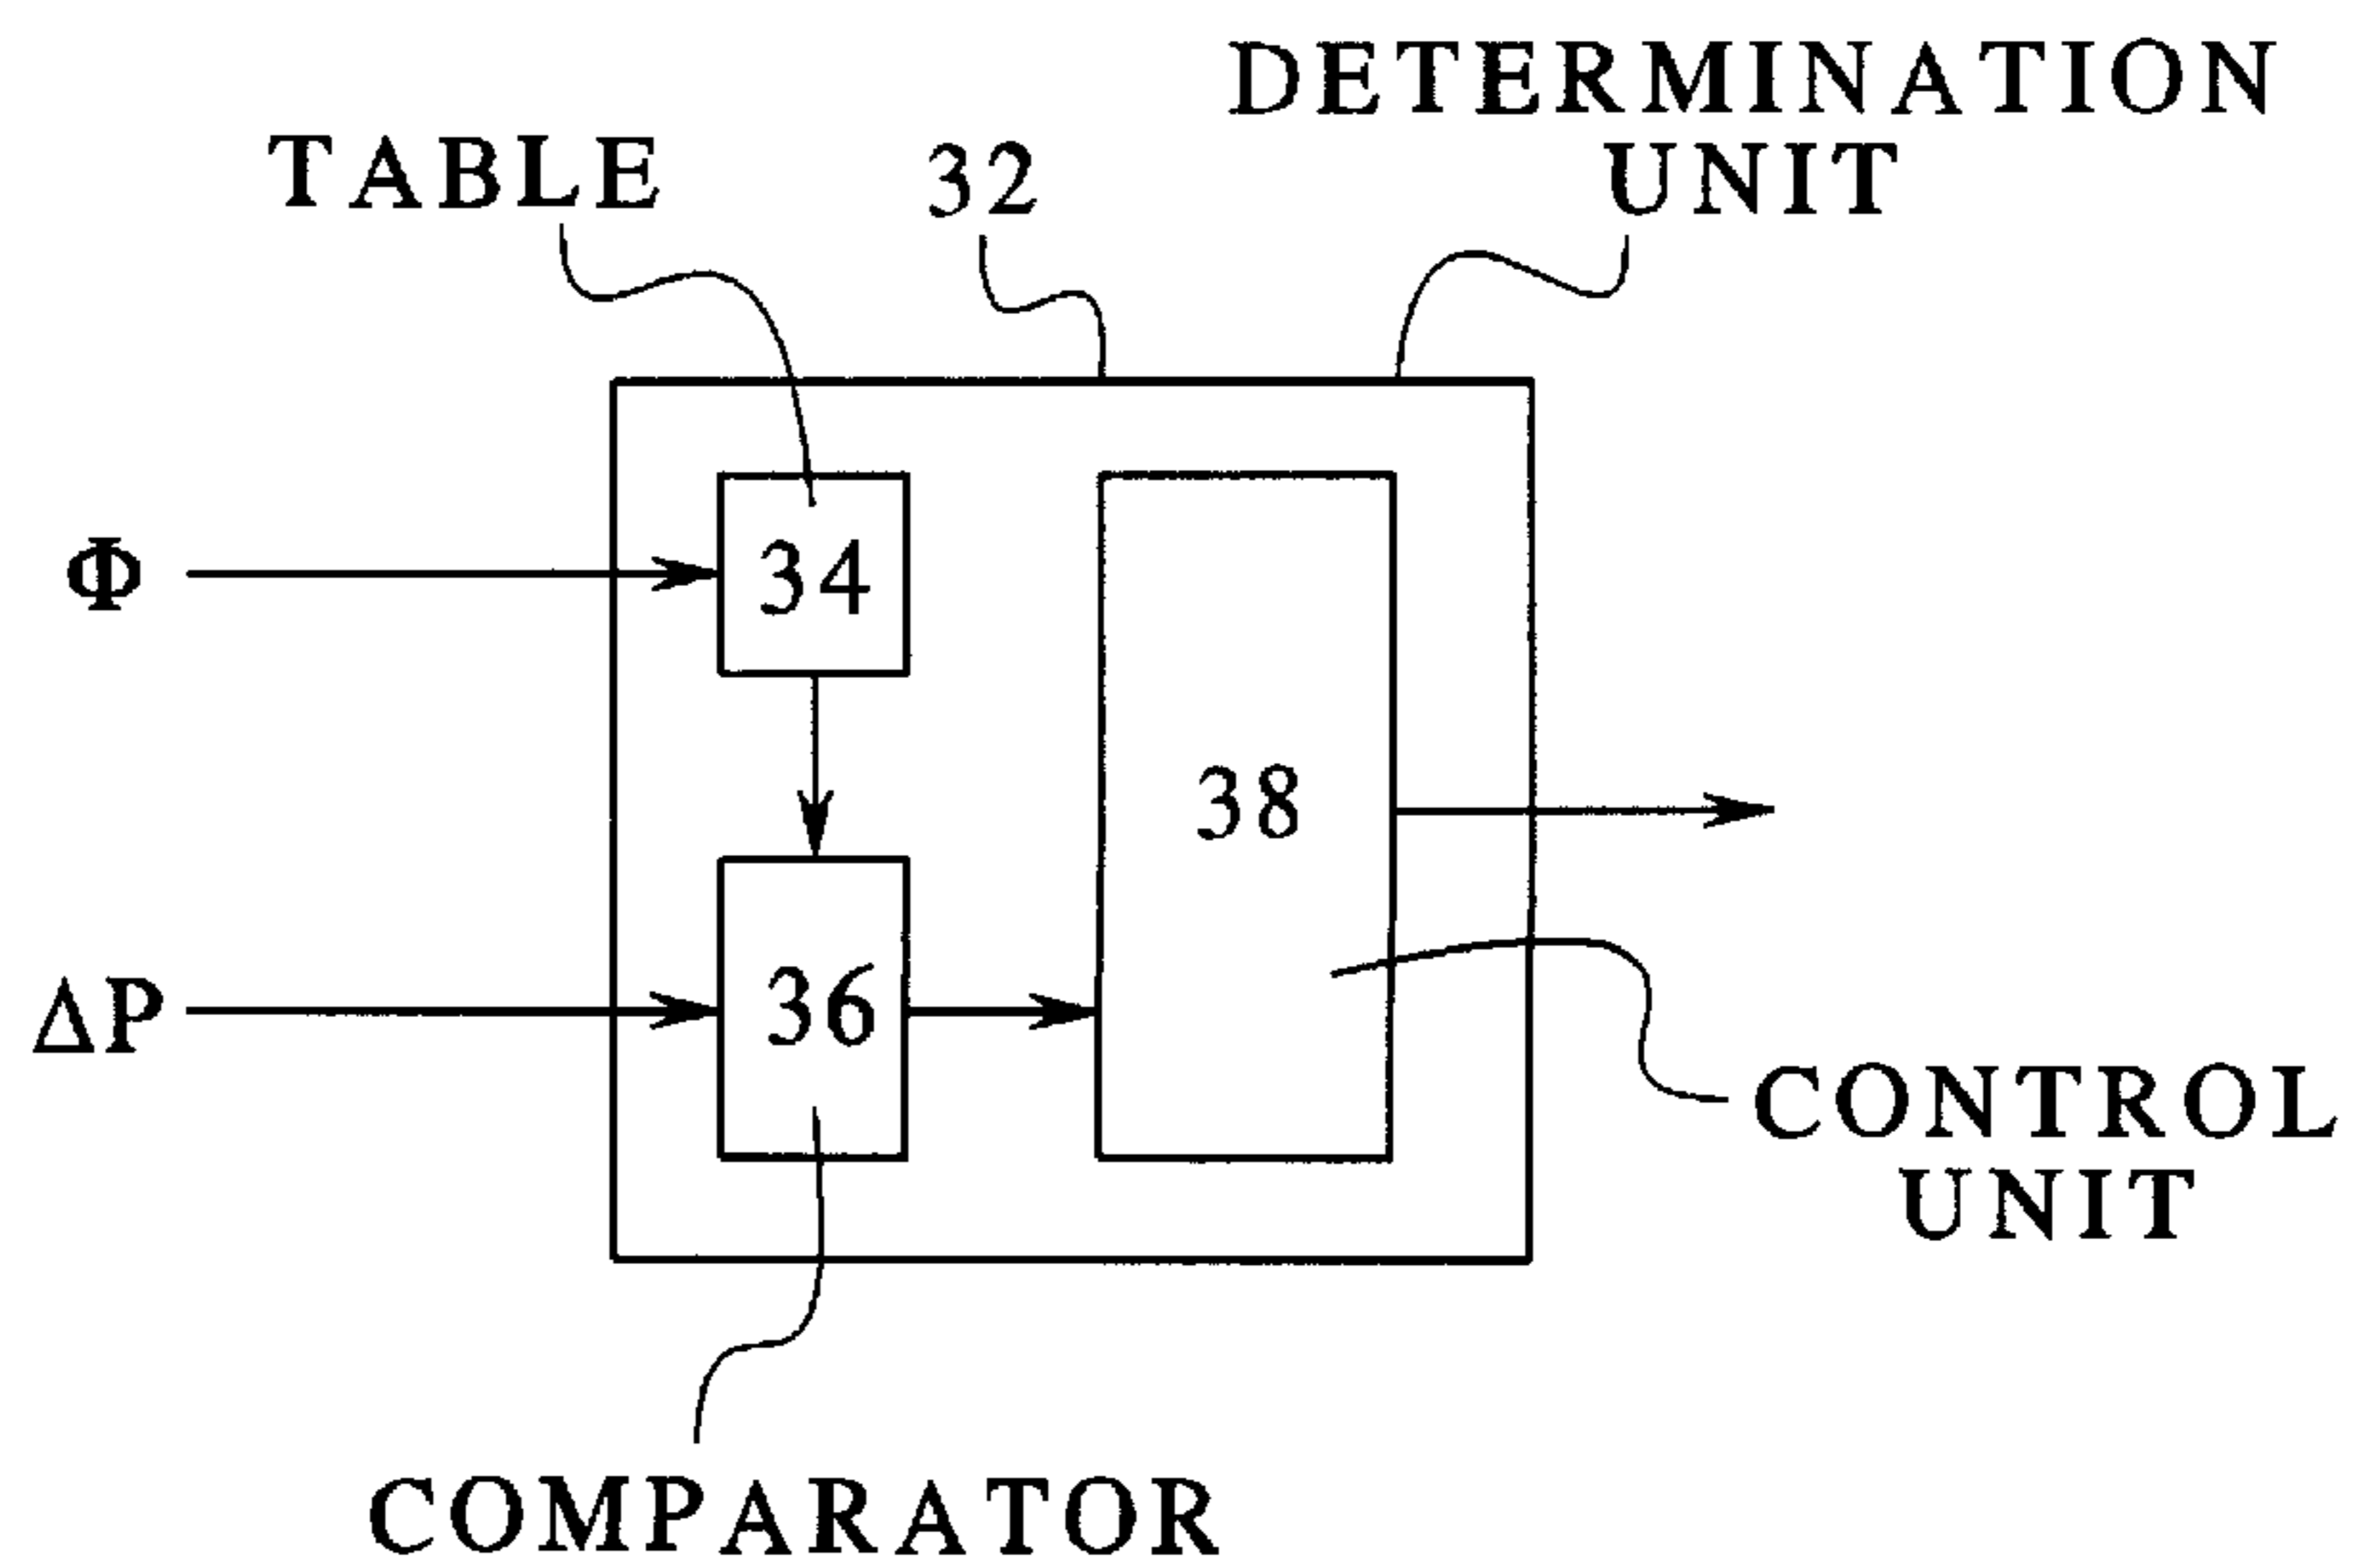 DETERMINATION
UNIT
TABLE
32
Φ
34
38
ΔP
36
CONTROL
UNIT
COMPARATOR